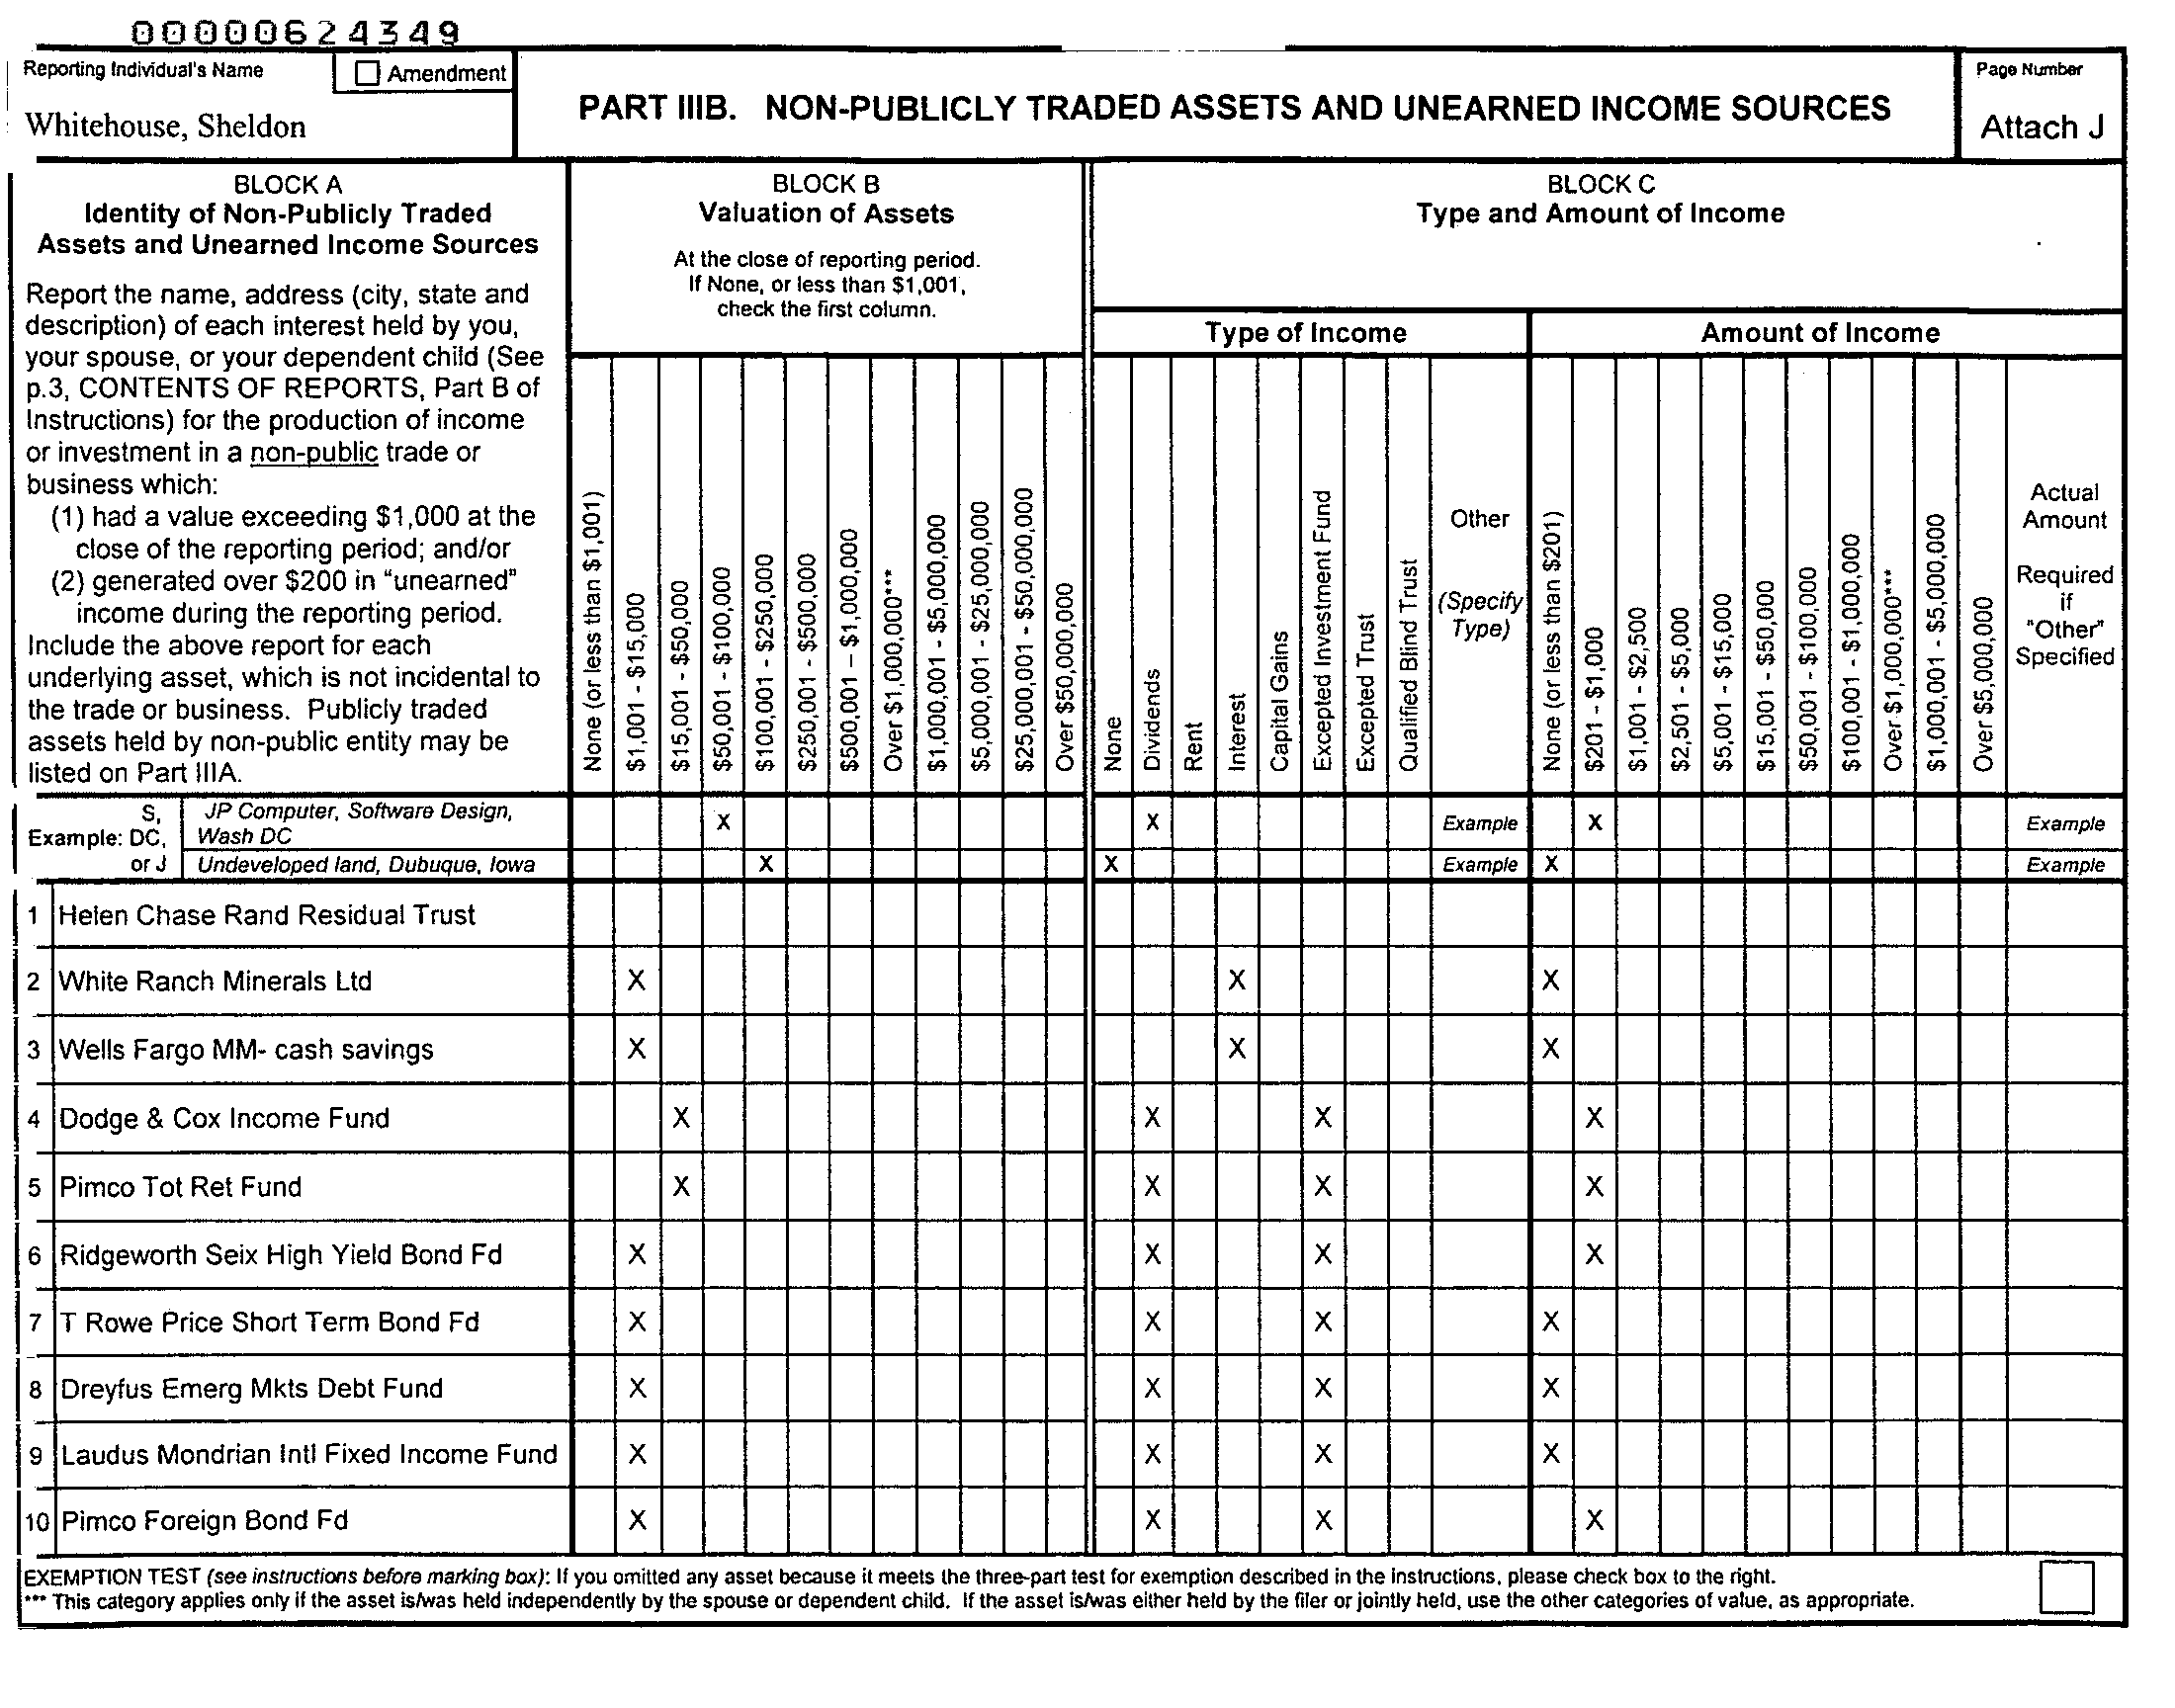 00000624349
Reporting Individual's Name
Amendment
Whitehouse, Sheldon
PART IIIB. NON-PUBLICLY TRADED ASSETS AND UNEARNED INCOME SOURCES
Page Number
Attach J
BLOCK A
Identity of Non-Publicly Traded
Assets and Unearned Income Sources
Report the name, address (city, state and
description) of each interest held by you,
your spouse, or your dependent child (See
p.3, CONTENTS OF REPORTS, Part B of
Instructions) for the production of income
or investment in a non-public trade or
business which:
(1) had a value exceeding $1,000 at the
close of the reporting period; and/or
(2) generated over $200 in "unearned"
income during the reporting period.
Include the above report for each
underlying asset, which is not incidental to
the trade or business. Publicly traded
assets held by non-public entity may be
listed on Part IIIA.
BLOCK B
Valuation of Assets
At the close of reporting period.
If None, or less than $1,001,
check the first column.
None (or less than $1,001)
$1,001 - $15,000
$15,001 - $50,000
$50,001 - $100,000
$100,001 - $250,000
$250,001 - $500,000
$500,001 – $1,000,000
Over $1,000,000***
$1,000,001 - $5,000,000
$5,000,001 - $25,000,000
$25,000,001 - $50,000,000
Over $50,000,000
BLOCK C
Type and Amount of Income
Type of Income
None
Dividends
Rent
Interest
Capital Gains
Excepted Investment Fund
Excepted Trust
Qualified Blind Trust
Other
(Specify
Type)
Amount of Income
None (or less than $201)
$201 - $1,000
$1,001 - $2,500
$2,501 - $5,000
$5,001 - $15,000
$15,001 - $50,000
$50,001 - $100,000
$100,001 - $1,000,000
Over $1,000,000***
$1,000,001 - $5,000,000
Over $5,000,000
Actual
Amount
Required
if
"Other"
Specified
S,
Example: DC,
or J
JP Computer, Software Design,
Wash DC
X X Example X Example
Undeveloped land, Dubuque, Iowa X X Example X Example
1 Helen Chase Rand Residual Trust
2 White Ranch Minerals Ltd X X X
3 Wells Fargo MM- cash savings X X X
4 Dodge & Cox Income Fund X X X X
5 Pimco Tot Ret Fund X X X X
6 Ridgeworth Seix High Yield Bond Fd X X X X
7 T Rowe Price Short Term Bond Fd X X X X
8 Dreyfus Emerg Mkts Debt Fund X X X X
9 Laudus Mondrian Intl Fixed Income Fund X X X X
10 Pimco Foreign Bond Fd X X X X
EXEMPTION TEST (see instructions before marking box): If you omitted any asset because it meets the three-part test for exemption described in the instructions, please check box to the right.
*** This category applies only if the asset is/was held independently by the spouse or dependent child. If the asset is/was either held by the filer or jointly held, use the other categories of value, as appropriate.